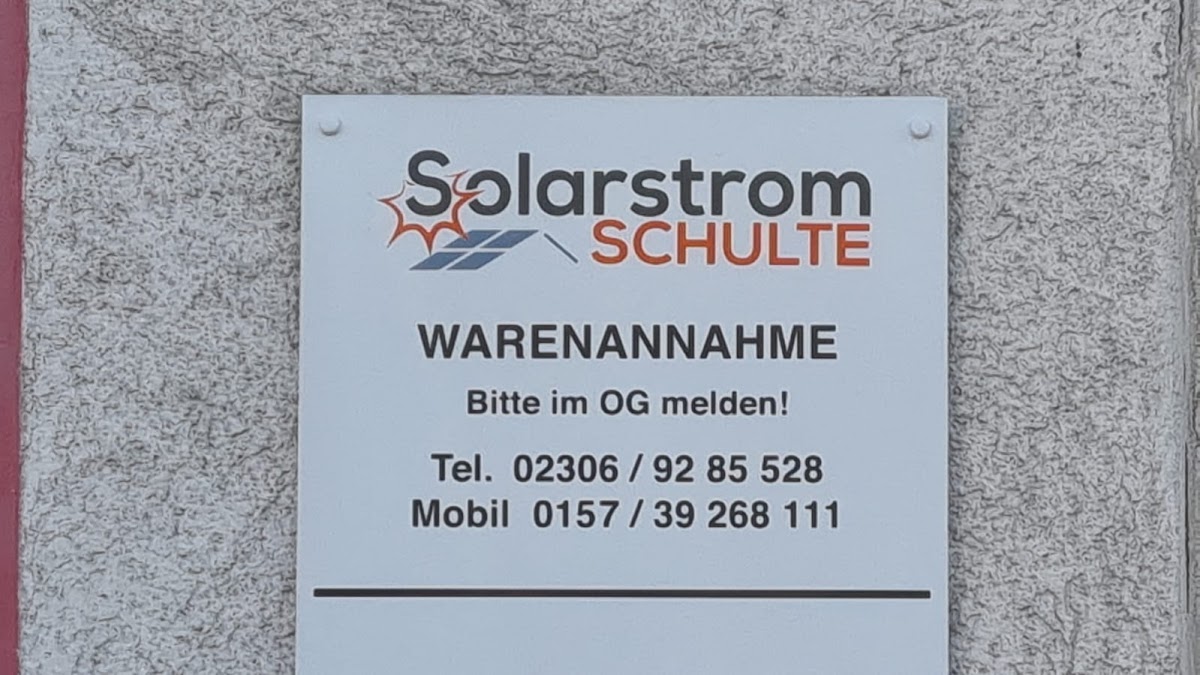 Solarstrom
SCHULTE
WARENANNAHME
Bitte im OG melden!
Tel. 02306 / 92 85 528
Mobil 0157 / 39 268 111